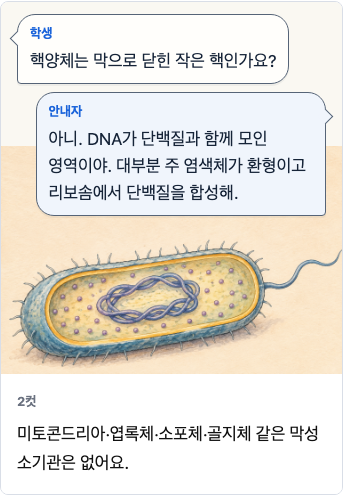 학생
핵양체는 막으로 닫힌 작은 핵인가요?
안내자
아니. DNA가 단백질과 함께 모인
영역이야. 대부분 주 염색체가 환형이고
리보솜에서 단백질을 합성해.
2컷
미토콘드리아·엽록체·소포체·골지체 같은 막성
소기관은 없어요.